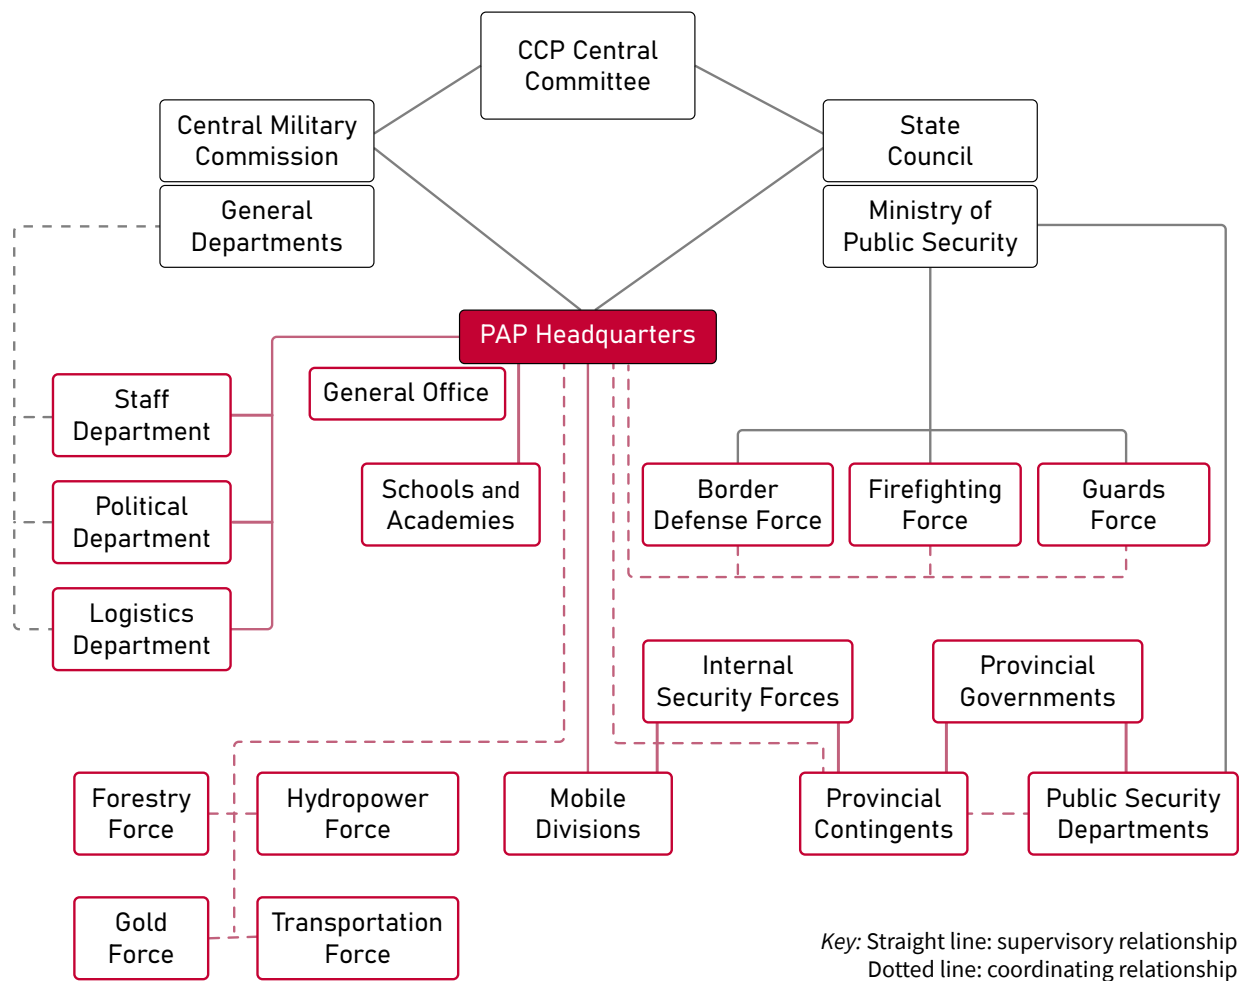 CCP Central
Committee
Central Military
Commission
State
Council
General
Departments
Ministry of
Public Security
PAP Headquarters
General Office
Staff
Department
Schools and
Academies
Border
Defense Force
Firefighting
Force
Guards
Force
Political
Department
Logistics
Department
Internal
Security Forces
Provincial
Governments
Forestry
Force
Hydropower
Force
Mobile
Divisions
Provincial
Contingents
Public Security
Departments
Gold
Force
Transportation
Force
Key: Straight line: supervisory relationship
Dotted line: coordinating relationship